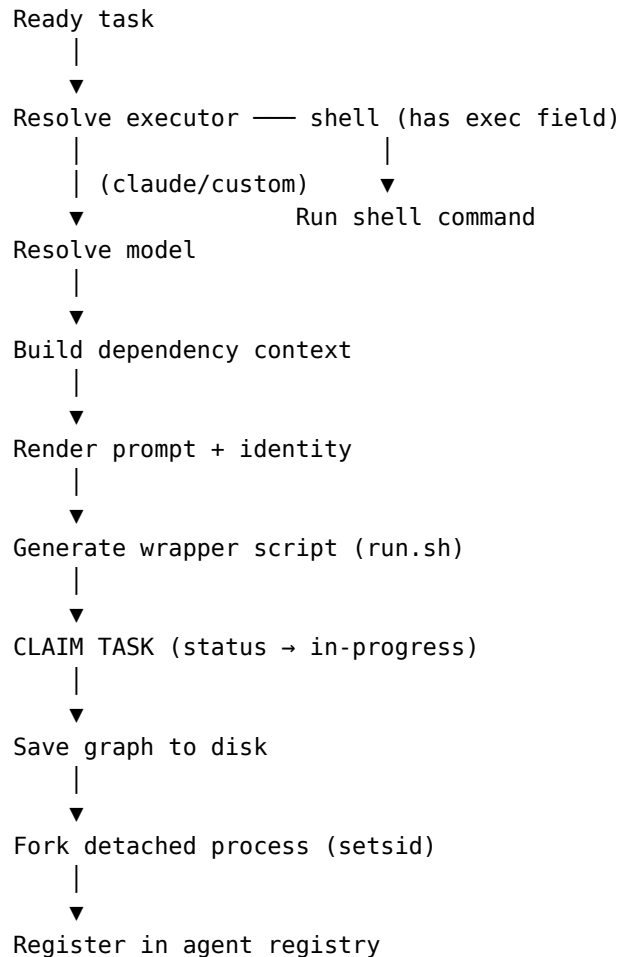 Ready task
Resolve executor ─── shell (has exec field)
(claude/custom)
Run shell command
Resolve model
Build dependency context
Render prompt + identity
Generate wrapper script (run.sh)
CLAIM TASK (status → in-progress)
Save graph to disk
Fork detached process (setsid)
Register in agent registry